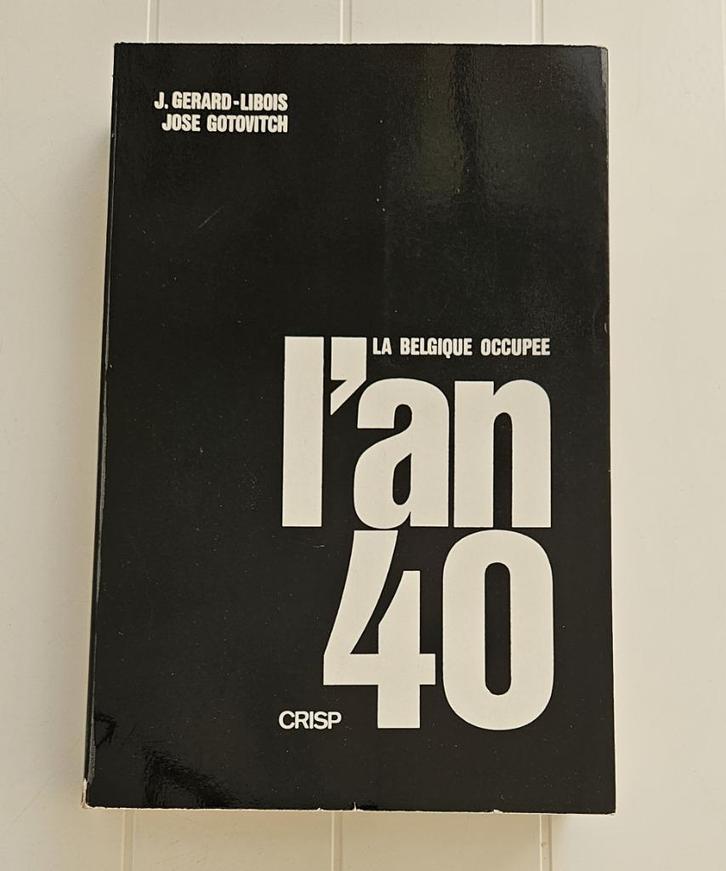 J. GERARD-LIBOIS
JOSE GOTOVITCH
LA BELGIQUE OCCUPEE
l'an
40
CRISP